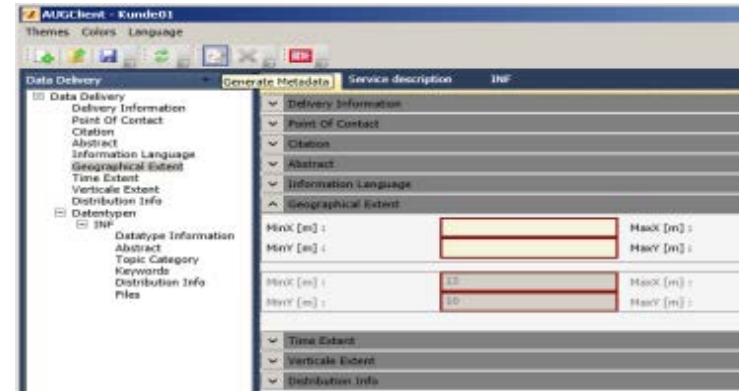 AUGClient - Kunde01
Themes Colors Language
Data Delivery
Generate Metadata
Service description
INF
Data Delivery
Delivery Information
Point Of Contact
Citation
Abstract
Information Language
Geographical Extent
Time Extent
Verticale Extent
Distribution Info
Datentypen
INF
Datatype Information
Abstract
Topic Category
Keywords
Distribution Info
Files
Delivery Information
Point Of Contact
Citation
Abstract
Information Language
Geographical Extent
MinX [m] : MaxX [m] :
MinY [m] : MaxY [m] :
MinX [m] : MaxX [m] :
MinY [m] : 10 MaxY [m] :
Time Extent
Verticale Extent
Distribution Info